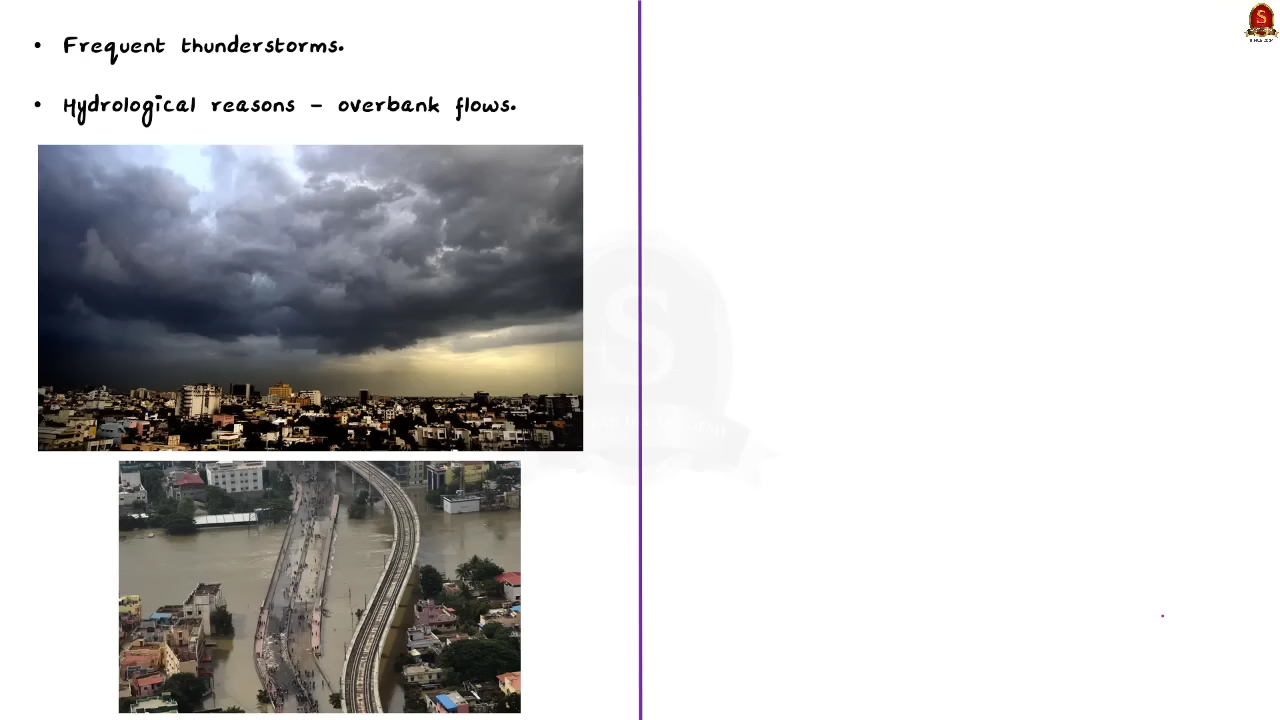 • Frequent thunderstorms.
• Hydrological reasons – overbank flows.
S